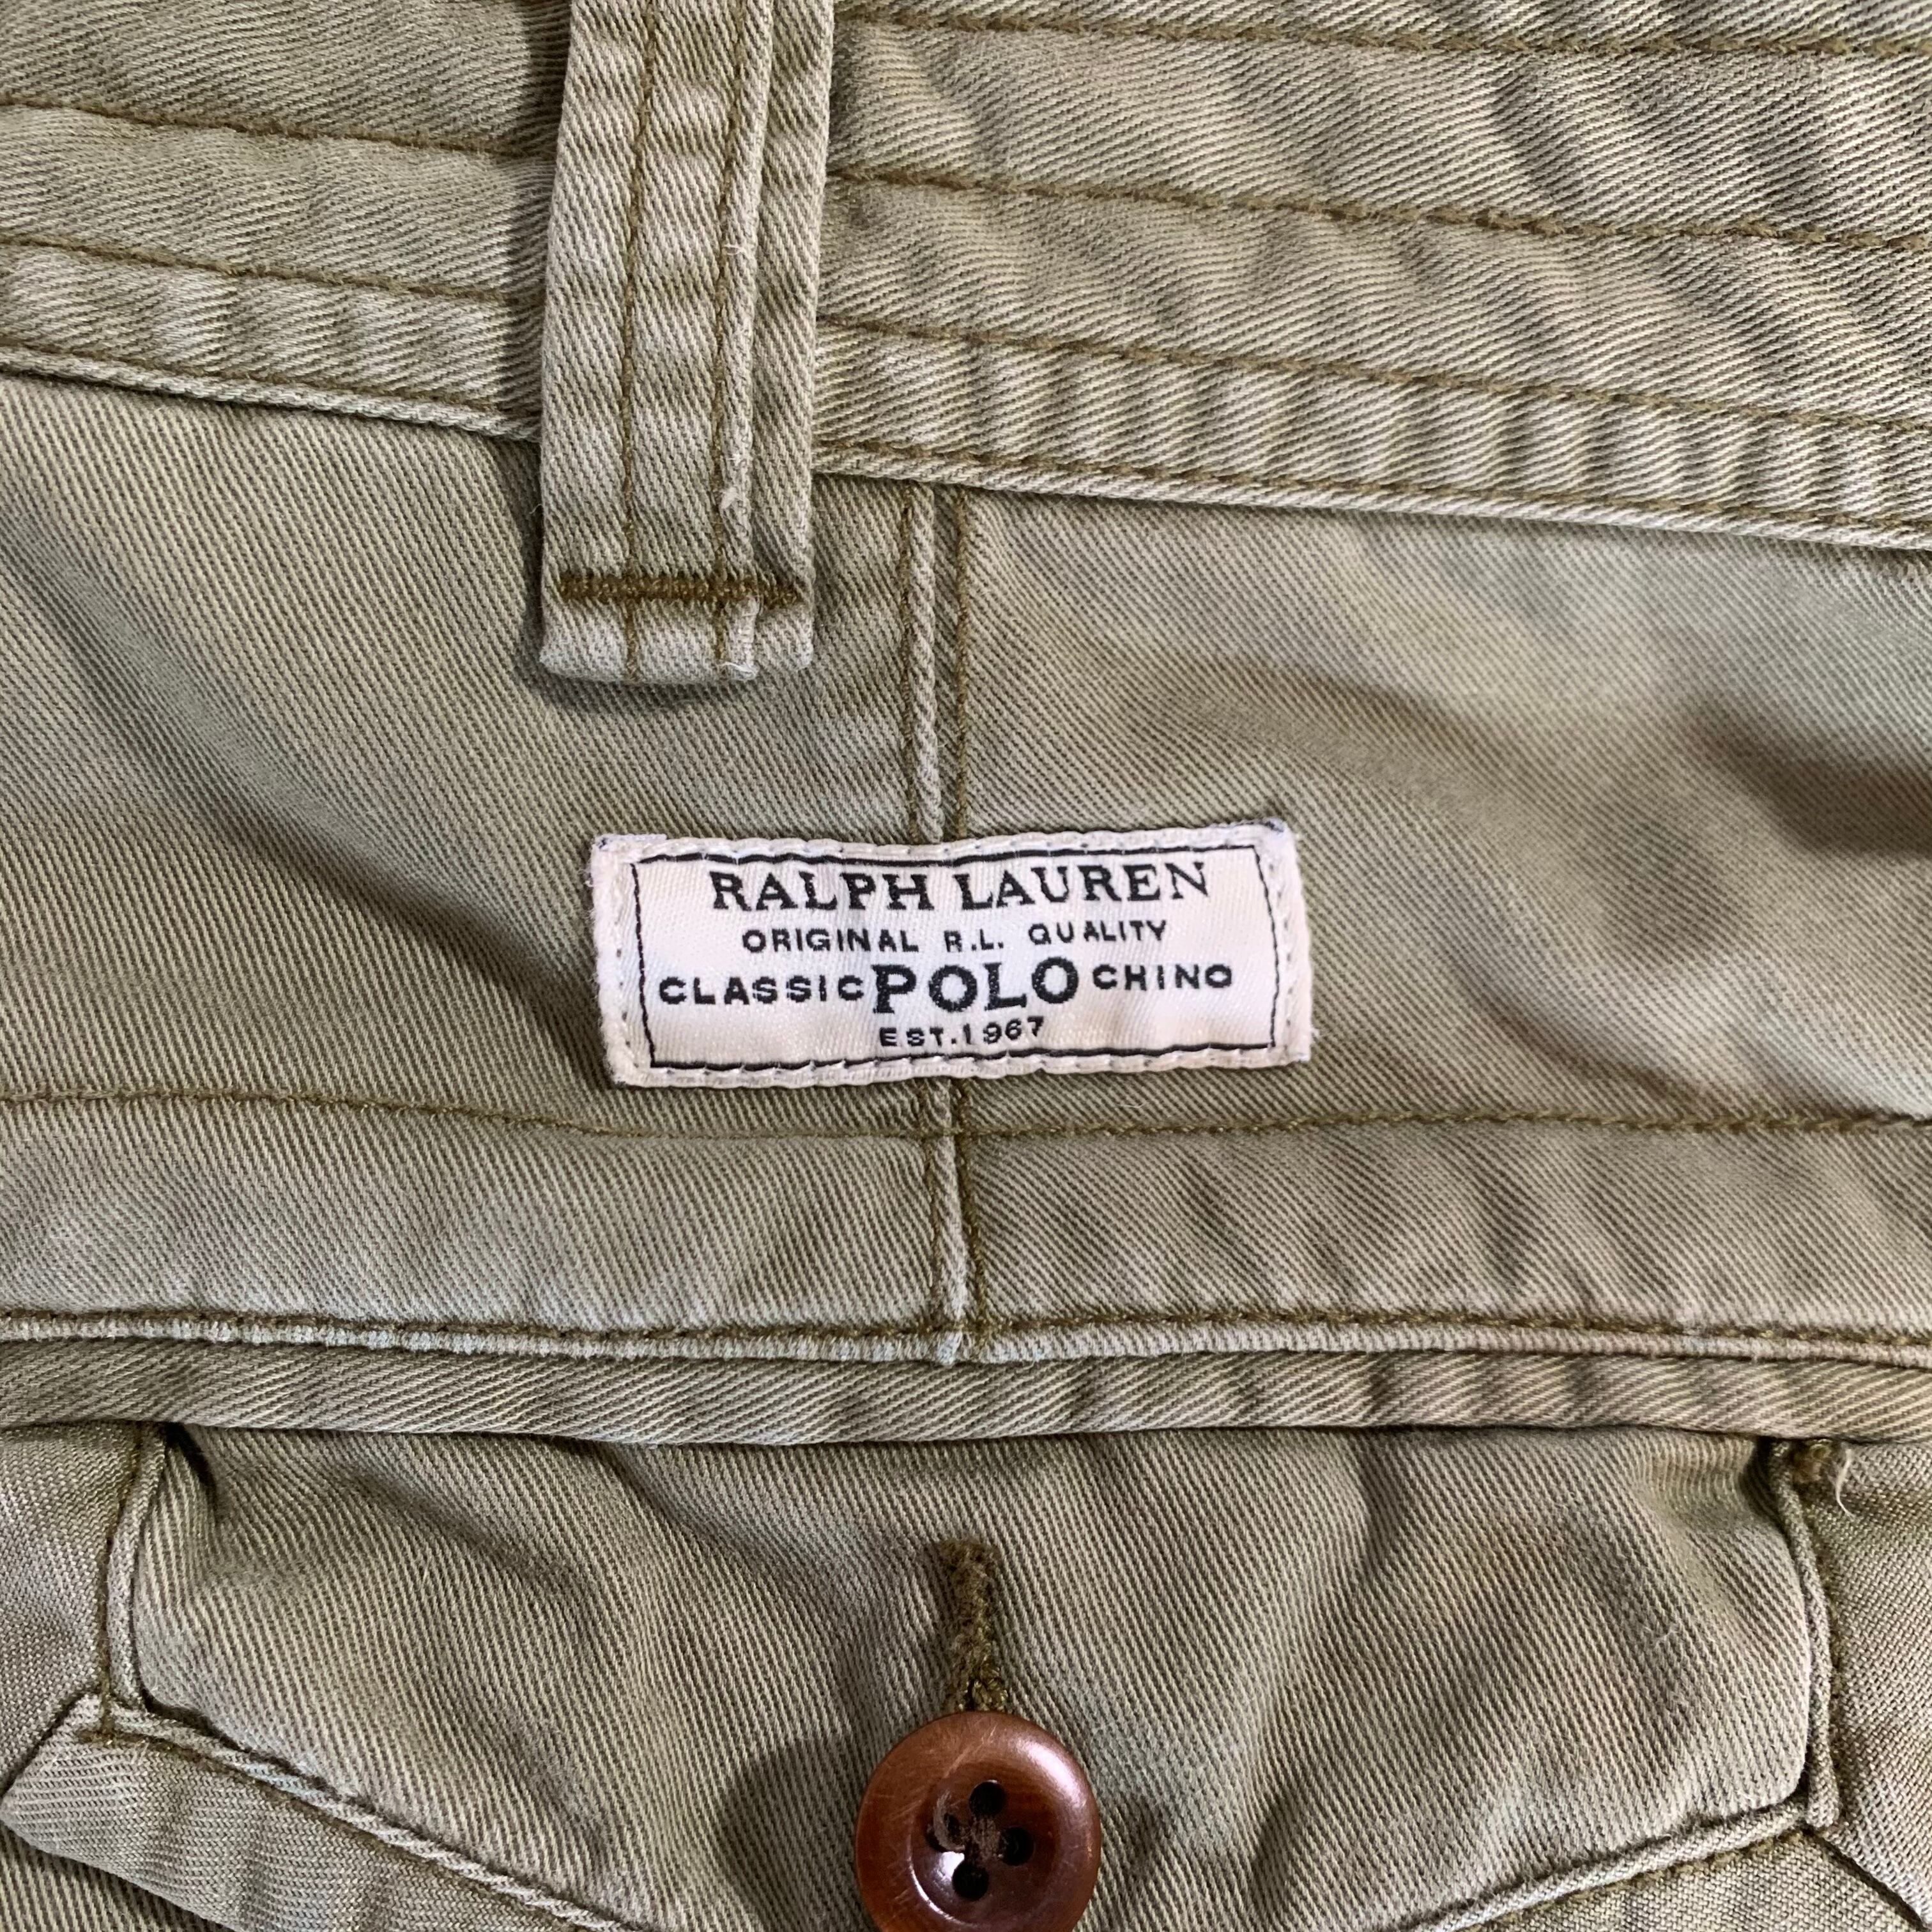 RALPH LAUREN
ORIGINAL R.L. QUALITY
CLASSIC POLO CHINO
EST.1967